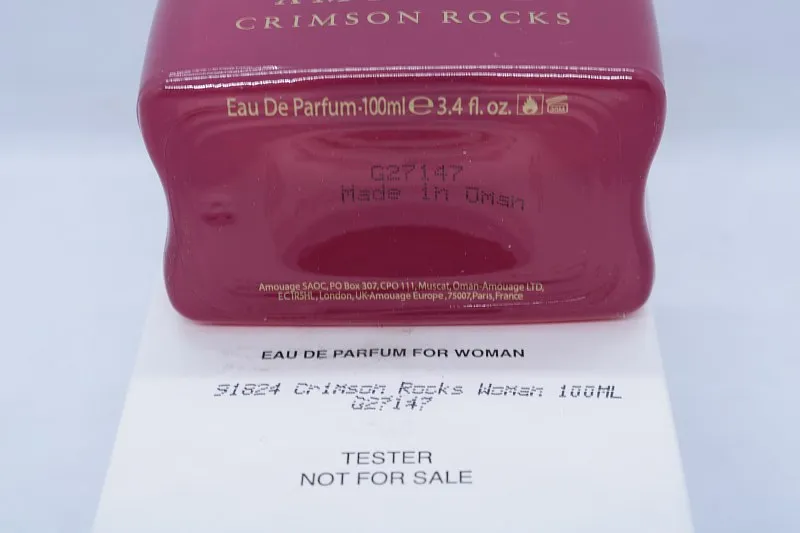 CRIMSON ROCKS
Eau De Parfum-100ml ℮ 3.4 fl. oz.
G27147
Made in Oman
Amouage SAOC, PO Box 307, CPO 111, Muscat, Oman-Amouage LTD,
EC1R5HL, London, UK-Amouage Europe ,75007,Paris,France
EAU DE PARFUM FOR WOMAN
91824 Crimson Rocks Woman 100ML
G27147
TESTER
NOT FOR SALE